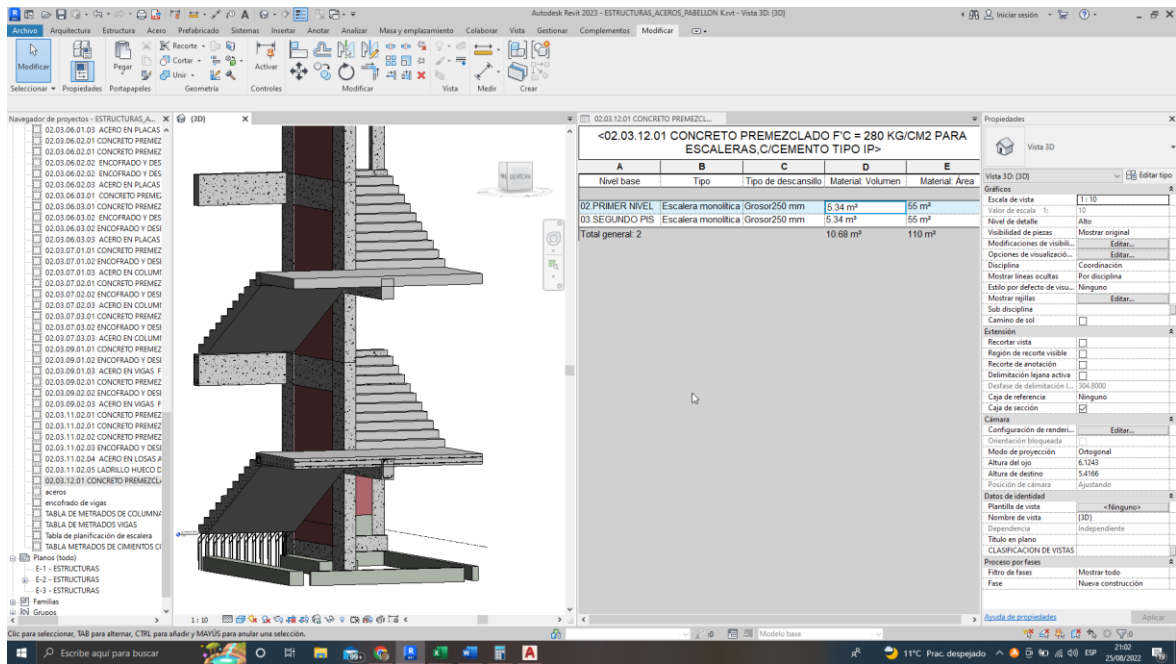 Autodesk Revit 2023 - ESTRUCTURAS_ACEROS_PABELLON K.rvt - Vista 3D: {3D}
Iniciar sesión
Archivo Arquitectura Estructura Acero Prefabricado Sistemas Insertar Anotar Analizar Masa y emplazamiento Colaborar Vista Gestionar Complementos Modificar
Modificar
Pegar
Recorte
Cortar
Unir
Activar
Seleccionar Propiedades Portapapeles Geometría Controles Modificar Vista Medir Crear
Navegador de proyectos - ESTRUCTURAS_A...
02.03.06.01.03 ACERO EN PLACAS
02.03.06.02.01 CONCRETO PREMEZ
02.03.06.02.01 CONCRETO PREMEZ
02.03.06.02.02 ENCOFRADO Y DES
02.03.06.02.02 ENCOFRADO Y DES
02.03.06.02.03 ACERO EN PLACAS
02.03.06.03.01 CONCRETO PREMEZ
02.03.06.03.02 ENCOFRADO Y DES
02.03.06.03.02 ENCOFRADO Y DES
02.03.06.03.03 ACERO EN PLACAS
02.03.07.01.01 CONCRETO PREMEZ
02.03.07.01.02 ENCOFRADO Y DESI
02.03.07.01.03 ACERO EN COLUMN
02.03.07.02.01 CONCRETO PREMEZ
02.03.07.02.02 ENCOFRADO Y DESI
02.03.07.02.03 ACERO EN COLUMI
02.03.07.03.01 CONCRETO PREMEZ
02.03.07.03.02 ENCOFRADO Y DESI
02.03.07.03.03 ACERO EN COLUMI
02.03.09.01.01 CONCRETO PREMEZ
02.03.09.01.02 ENCOFRADO Y DESI
02.03.09.01.03 ACERO EN VIGAS F
02.03.09.02.01 CONCRETO PREMEZ
02.03.09.02.02 ENCOFRADO Y DESI
02.03.09.02.03 ACERO EN VIGAS F
02.03.11.02.01 CONCRETO PREMEZ
02.03.11.02.01 CONCRETO PREMEZ
02.03.11.02.02 CONCRETO PREMEZ
02.03.11.02.03 ENCOFRADO Y DESI
02.03.11.02.04 ACERO EN LOSAS A
02.03.11.02.05 LADRILLO HUECO D
02.03.12.01 CONCRETO PREMEZCL
aceros
encofrado de vigas
TABLA DE METRADOS DE COLUMNA
TABLA DE METRADOS VIGAS
Tabla de planificación de escalera
TABLA METRADOS DE CIMIENTOS CO
Planos (todo)
E-1 - ESTRUCTURAS
E-2 - ESTRUCTURAS
E-3 - ESTRUCTURAS
Familias
Grupos
{3D}
1 : 10
02.03.12.01 CONCRETO PREMEZCL...
<02.03.12.01 CONCRETO PREMEZCLADO F'C = 280 KG/CM2 PARA
ESCALERAS,C/CEMENTO TIPO IP>
A B C D E
Nivel base Tipo Tipo de descansillo Material: Volumen Material: Área
02.PRIMER NIVEL Escalera monolítica Grosor250 mm 5.34 m³ 55 m²
03.SEGUNDO PIS Escalera monolítica Grosor250 mm 5.34 m³ 55 m²
Total general: 2 10.68 m³ 110 m²
Propiedades
Vista 3D
Vista 3D: {3D} Editar tipo
Gráficos
Escala de vista 1 : 10
Valor de escala 1: 10
Nivel de detalle Alto
Visibilidad de piezas Mostrar original
Modificaciones de visibili... Editar...
Opciones de visualizació... Editar...
Disciplina Coordinación
Mostrar líneas ocultas Por disciplina
Estilo por defecto de visu... Ninguno
Mostrar rejillas Editar...
Sub disciplina
Camino de sol
Extensión
Recortar vista
Región de recorte visible
Recorte de anotación
Delimitación lejana activa
Desfase de delimitación l... 304.8000
Caja de referencia Ninguno
Caja de sección
Cámara
Configuración de renderi... Editar...
Orientación bloqueada
Modo de proyección Ortogonal
Altura del ojo 6.1243
Altura de destino 5.4166
Posición de cámara Ajustando
Datos de identidad
Plantilla de vista <Ninguno>
Nombre de vista {3D}
Dependencia Independiente
Título en plano
CLASIFICACION DE VISTAS
Proceso por fases
Filtro de fases Mostrar todo
Fase Nueva construcción
Ayuda de propiedades Aplicar
Clic para seleccionar, TAB para alternar, CTRL para añadir y MAYÚS para anular una selección.
:0 Modelo base :0
Escribe aquí para buscar
11°C Prac. despejado ESP 21:02
25/08/2022